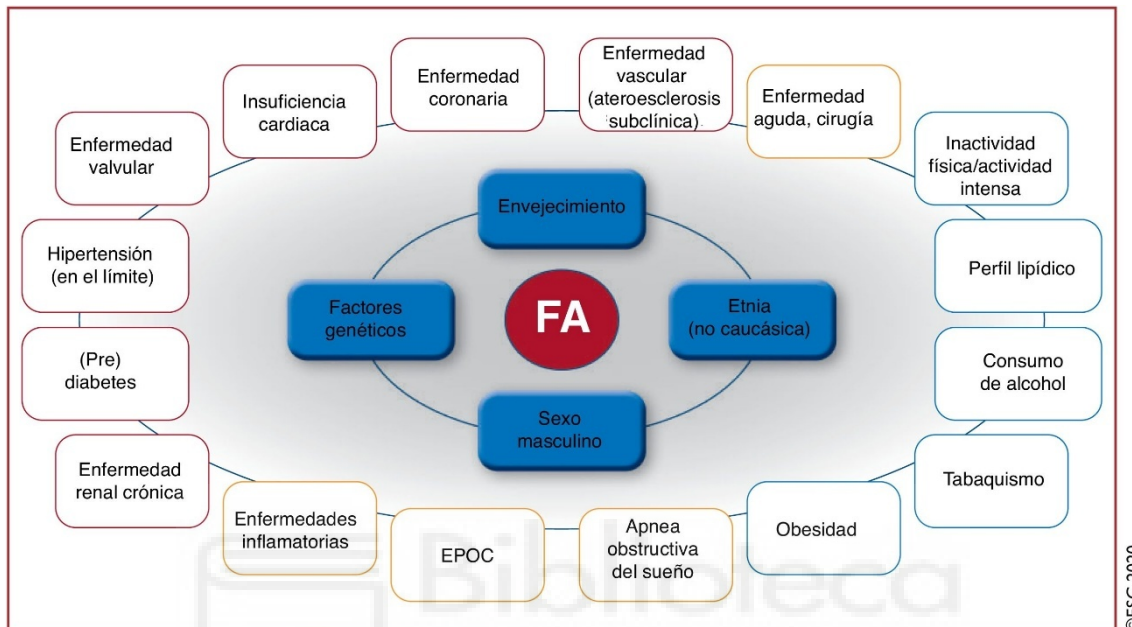 Enfermedad
coronaria
Enfermedad
vascular
(ateroesclerosis
subclínica)
Enfermedad
aguda, cirugía
Inactividad
física/actividad
intensa
Perfil lipídico
Consumo
de alcohol
Tabaquismo
Obesidad
Apnea
obstructiva
del sueño
EPOC
Enfermedades
inflamatorias
Enfermedad
renal crónica
(Pre)
diabetes
Hipertensión
(en el límite)
Enfermedad
valvular
Insuficiencia
cardiaca
Envejecimiento
Etnia
(no caucásica)
Sexo
masculino
Factores
genéticos
FA
Biblioteca
©ESC 2020